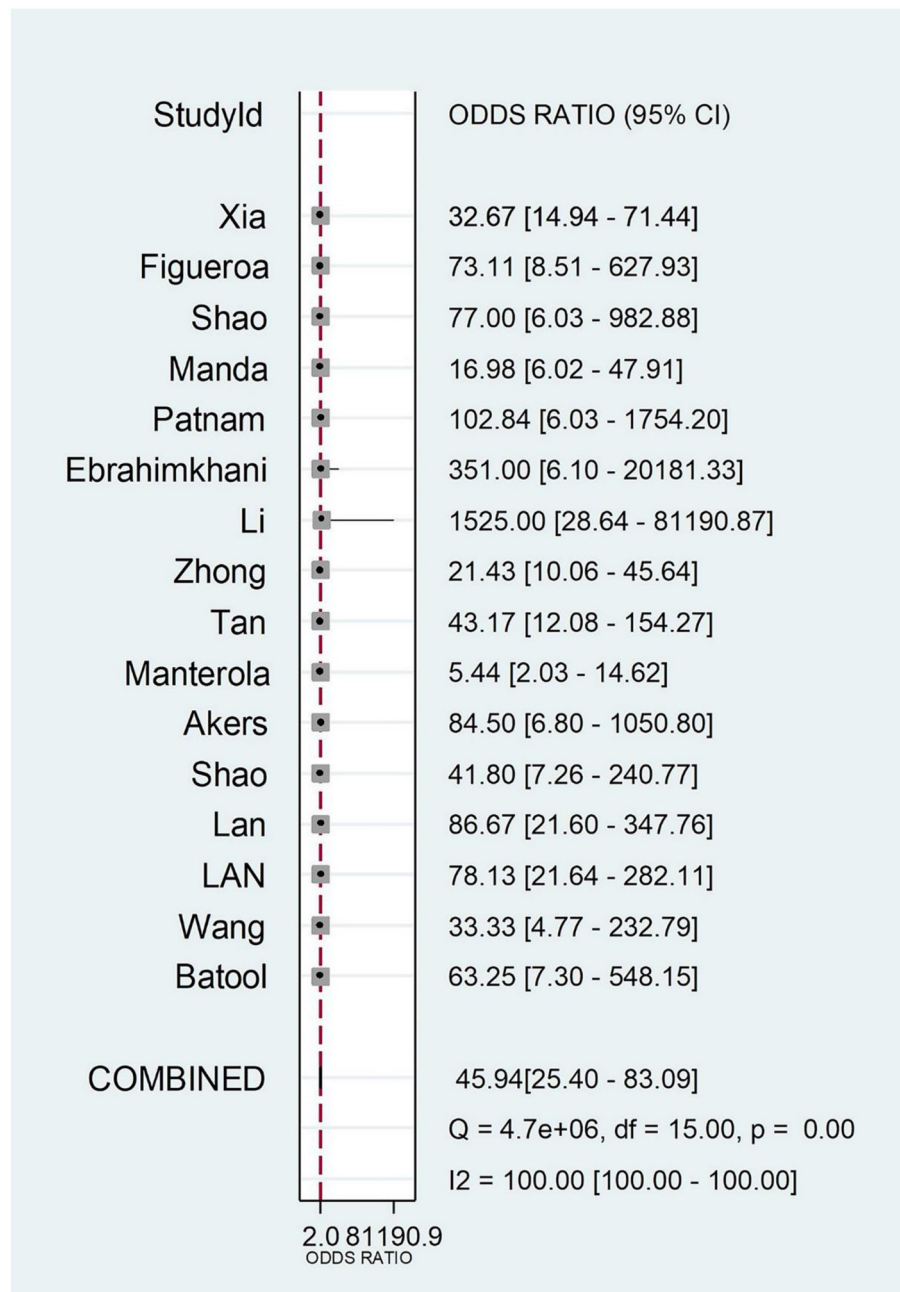 StudyId ODDS RATIO (95% CI)
Xia 32.67 [14.94 - 71.44]
Figueroa 73.11 [8.51 - 627.93]
Shao 77.00 [6.03 - 982.88]
Manda 16.98 [6.02 - 47.91]
Patnam 102.84 [6.03 - 1754.20]
Ebrahimkhani 351.00 [6.10 - 20181.33]
Li 1525.00 [28.64 - 81190.87]
Zhong 21.43 [10.06 - 45.64]
Tan 43.17 [12.08 - 154.27]
Manterola 5.44 [2.03 - 14.62]
Akers 84.50 [6.80 - 1050.80]
Shao 41.80 [7.26 - 240.77]
Lan 86.67 [21.60 - 347.76]
LAN 78.13 [21.64 - 282.11]
Wang 33.33 [4.77 - 232.79]
Batool 63.25 [7.30 - 548.15]
COMBINED 45.94[25.40 - 83.09]
Q = 4.7e+06, df = 15.00, p = 0.00
I2 = 100.00 [100.00 - 100.00]
2.0 81190.9
ODDS RATIO